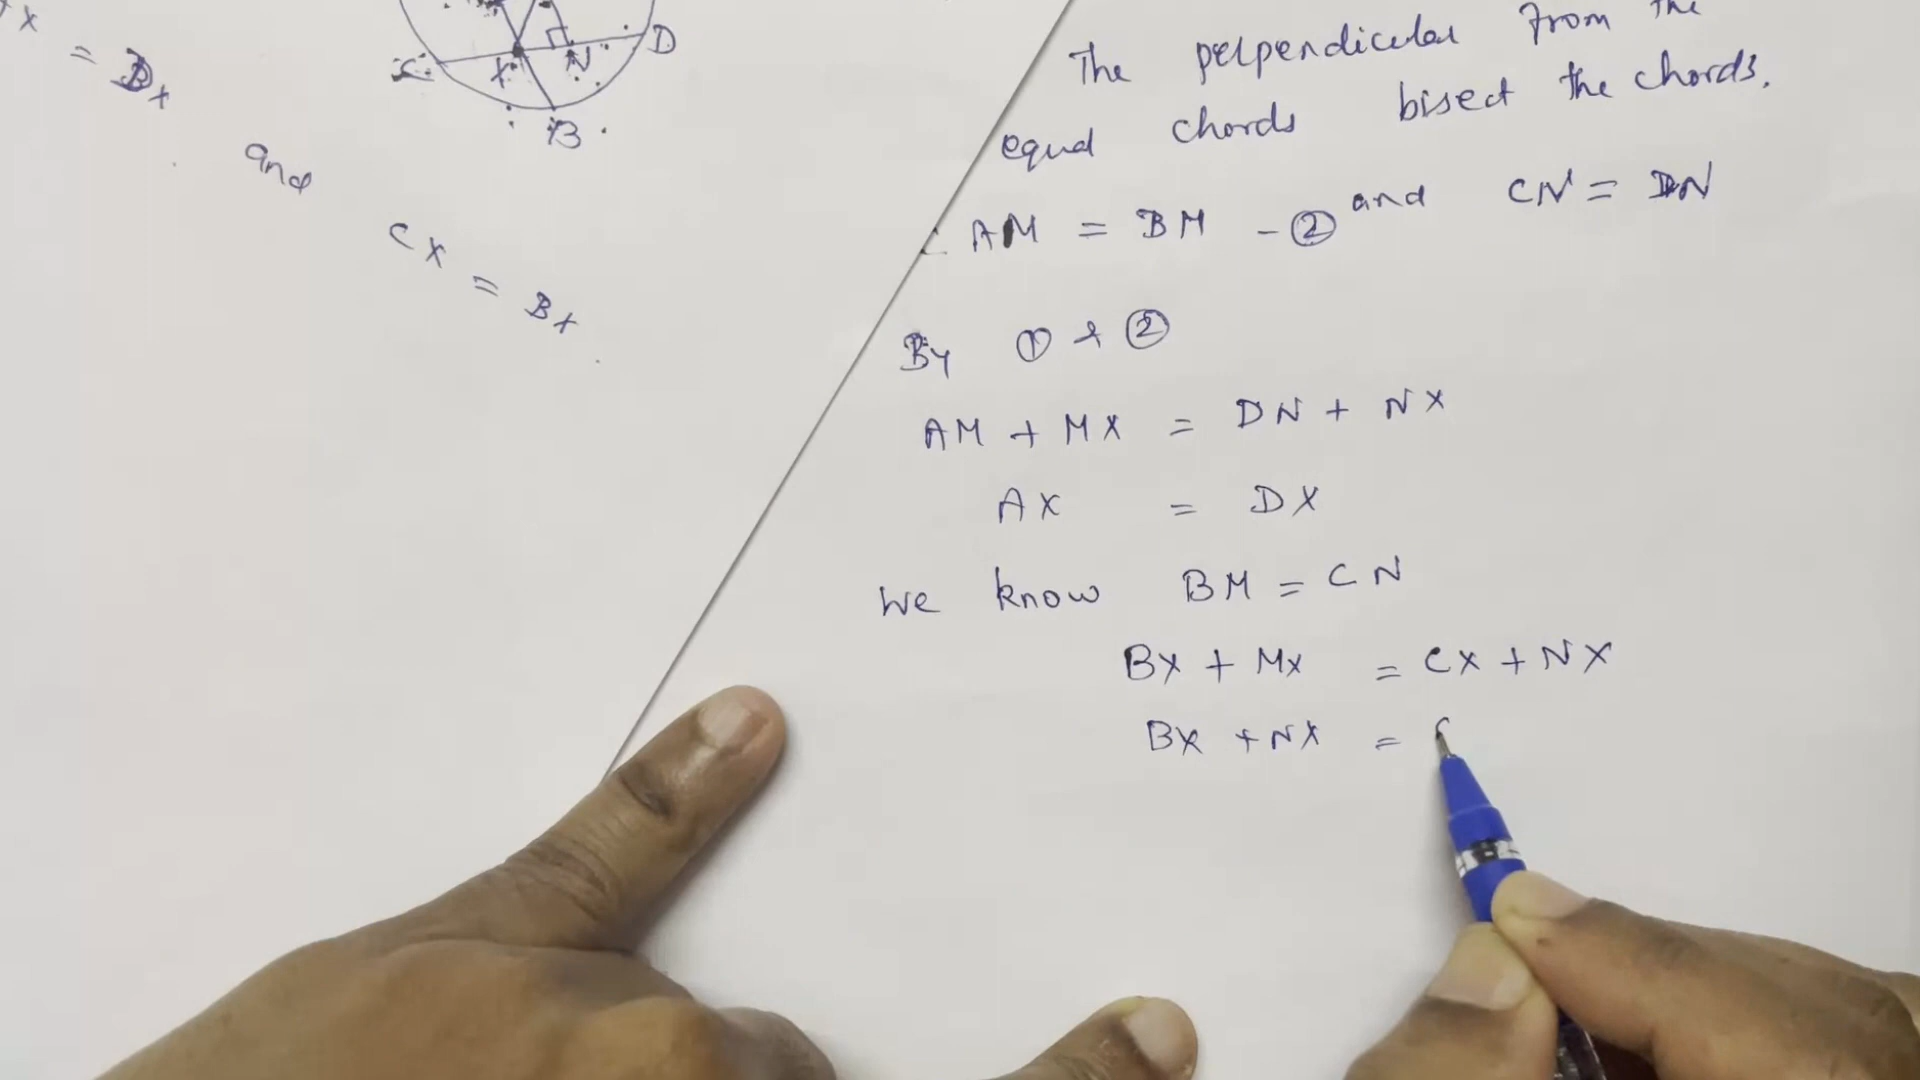 X
= Dx
and
CX = Bx
C X N D
B
The perpendicular from the
equal chords bisect the chords.
AM = BM - ② and CN = DN
By ① & ②
AM + MX = DN + NX
AX = DX
We know BM = CN
BX + MX = CX + NX
BX + NX = C